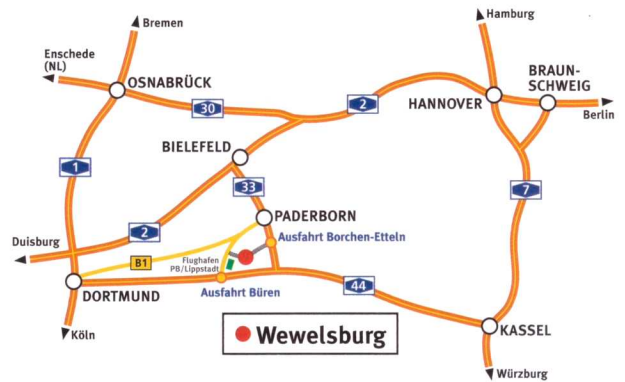 Hamburg
Bremen
Enschede
(NL)
BRAUN-
SCHWEIG
OSNABRÜCK
2
HANNOVER
30
Berlin
BIELEFELD
1
33
7
PADERBORN
2
Ausfahrt Borchen-Etteln
Duisburg
B1
Flughafen
PB/Lippstadt
44
DORTMUND
Ausfahrt Büren
KASSEL
Köln
Wewelsburg
Würzburg